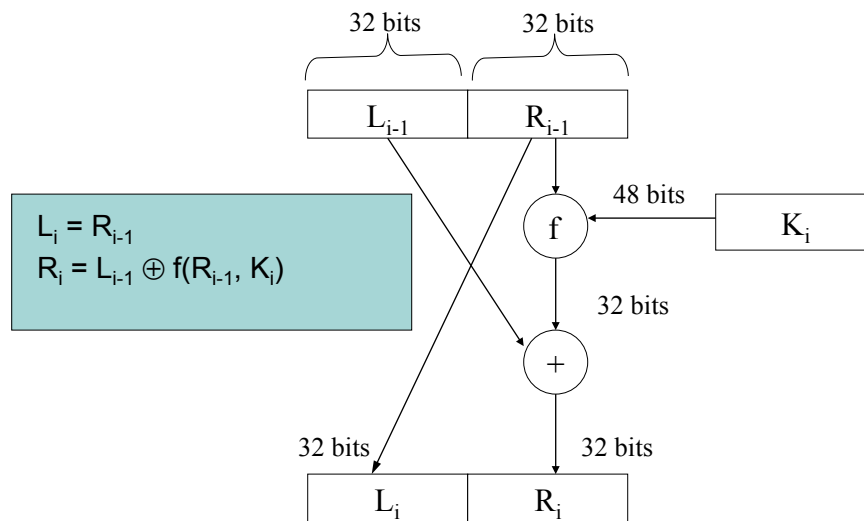 32 bits 32 bits
L_{i-1} R_{i-1}
48 bits
L_i = R_{i-1}
R_i = L_{i-1} ⊕ f(R_{i-1}, K_i)
f
K_i
32 bits
+
32 bits 32 bits
L_i R_i